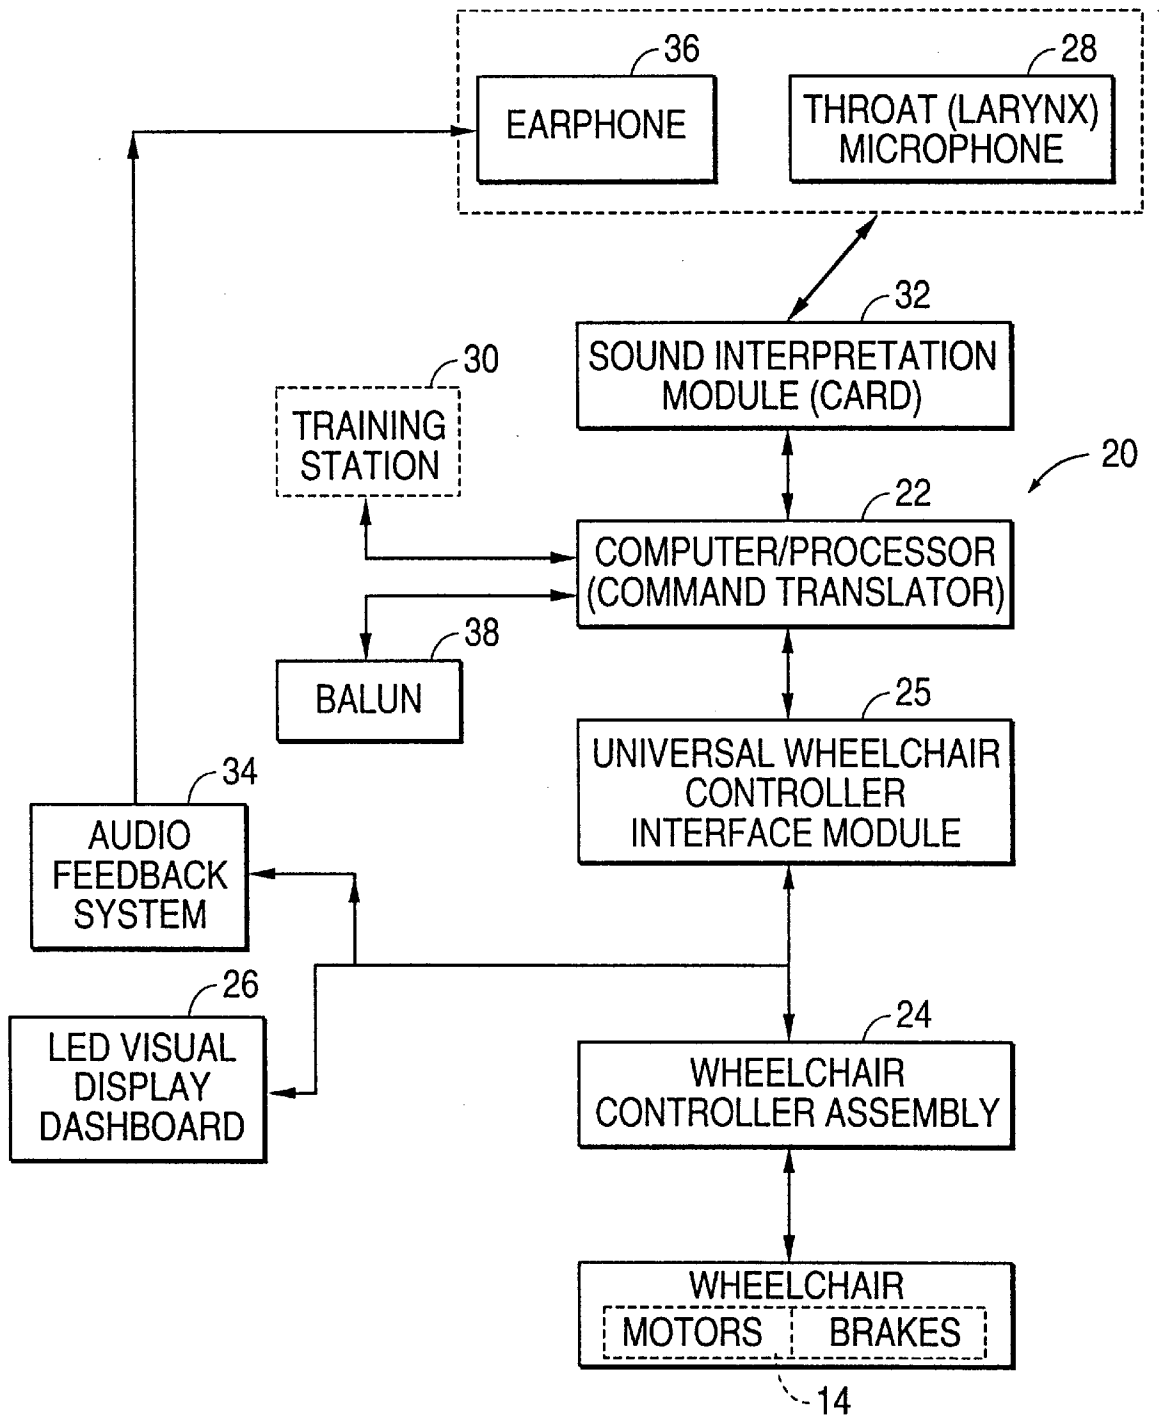 36
EARPHONE
28
THROAT (LARYNX)
MICROPHONE
32
SOUND INTERPRETATION
MODULE (CARD)
30
TRAINING
STATION
20
22
COMPUTER/PROCESSOR
(COMMAND TRANSLATOR)
38
BALUN
25
UNIVERSAL WHEELCHAIR
CONTROLLER
INTERFACE MODULE
34
AUDIO
FEEDBACK
SYSTEM
26
LED VISUAL
DISPLAY
DASHBOARD
24
WHEELCHAIR
CONTROLLER ASSEMBLY
WHEELCHAIR
MOTORS
BRAKES
14